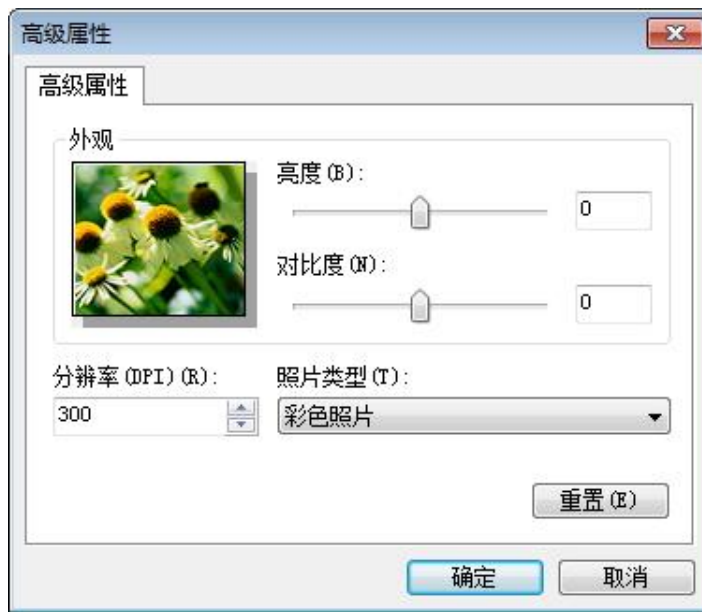 高级属性
高级属性
外观
亮度(B):
0
对比度(N):
0
分辨率(DPI)(R):
照片类型(T):
300
彩色照片
重置(E)
确定
取消